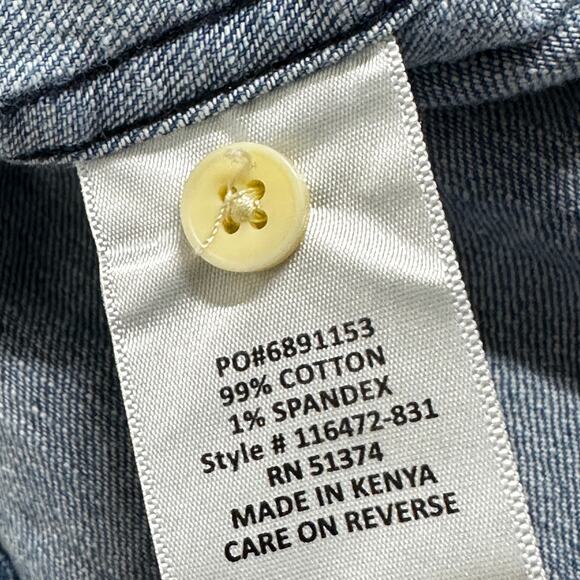 PO#6891153
99% COTTON
1% SPANDEX
Style # 116472-831
RN 51374
MADE IN KENYA
CARE ON REVERSE